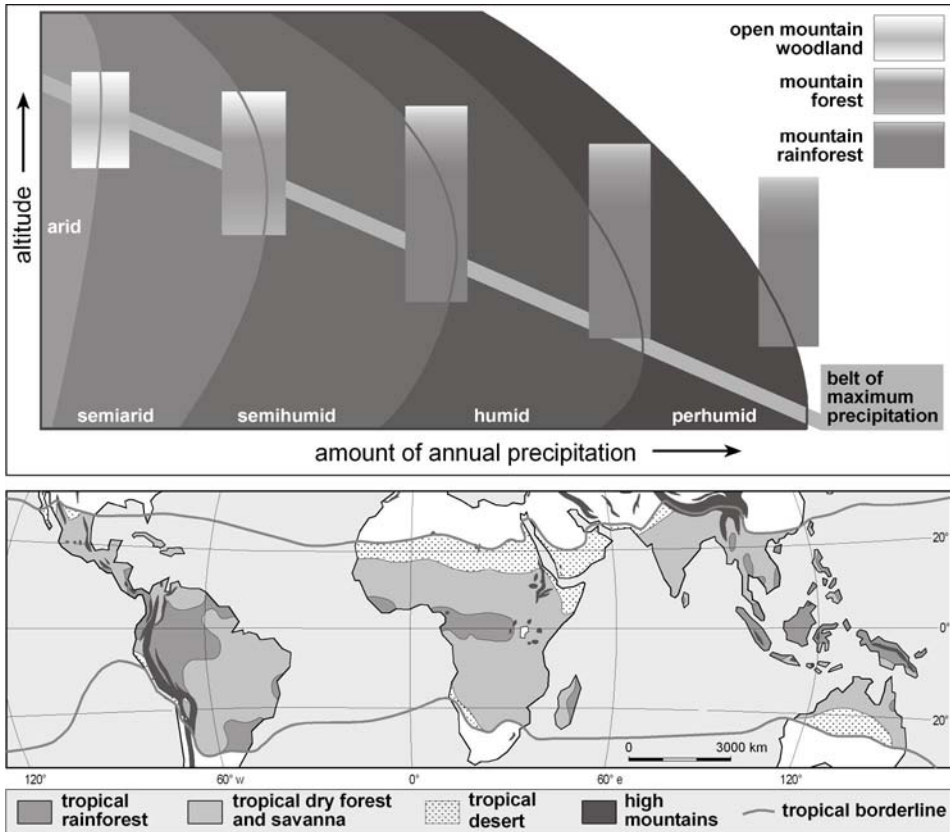 open mountain
woodland
mountain
forest
mountain
rainforest
altitude
arid
semiarid
semihumid
humid
perhumid
belt of
maximum
precipitation
amount of annual precipitation
20°
0°
20°
0
3000 km
120°
60° w
0°
60° e
120°
tropical
rainforest
tropical dry forest
and savanna
tropical
desert
high
mountains
tropical borderline